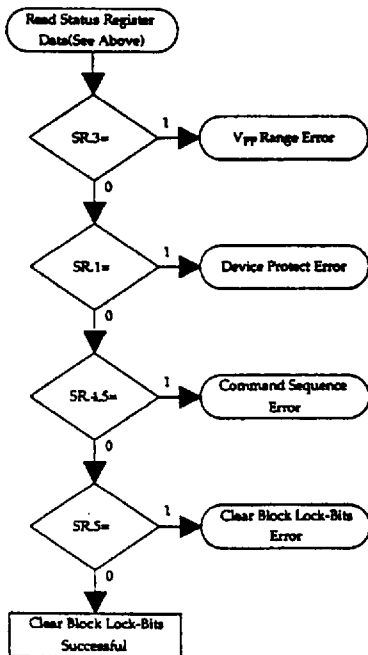 Read Status Register
Data(See Above)
SR.3=
1
VPP Range Error
0
SR.1=
1
Device Protect Error
0
SR.4,5=
1
Command Sequence
Error
0
SR.5=
1
Clear Block Lock-Bits
Error
0
Clear Block Lock-Bits
Successful